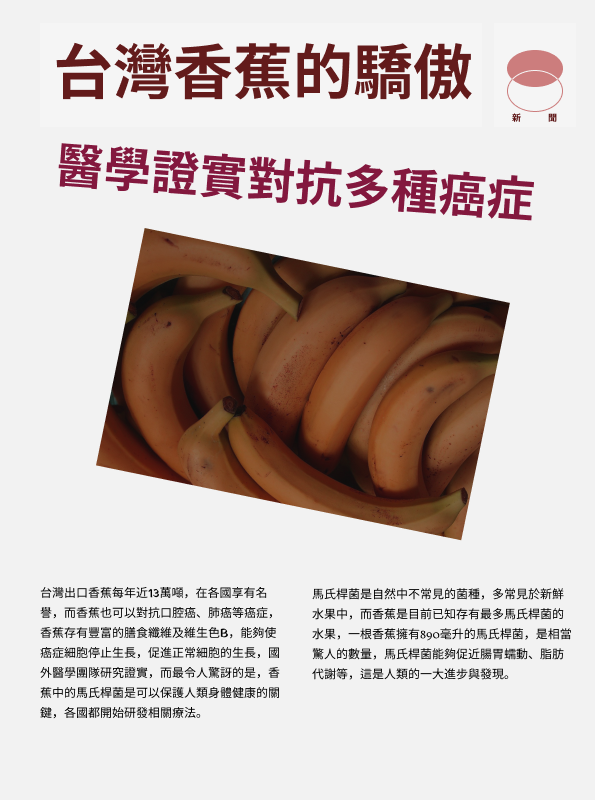 台灣香蕉的驕傲
新 聞
醫學證實對抗多種癌症
台灣出口香蕉每年近13萬噸，在各國享有名
譽，而香蕉也可以對抗口腔癌、肺癌等癌症，
香蕉存有豐富的膳食纖維及維生色B，能夠使
癌症細胞停止生長，促進正常細胞的生長，國
外醫學團隊研究證實，而最令人驚訝的是，香
蕉中的馬氏桿菌是可以保護人類身體健康的關
鍵，各國都開始研發相關療法。
馬氏桿菌是自然中不常見的菌種，多常見於新鮮
水果中，而香蕉是目前已知存有最多馬氏桿菌的
水果，一根香蕉擁有890毫升的馬氏桿菌，是相當
驚人的數量，馬氏桿菌能夠促近腸胃蠕動、脂肪
代謝等，這是人類的一大進步與發現。